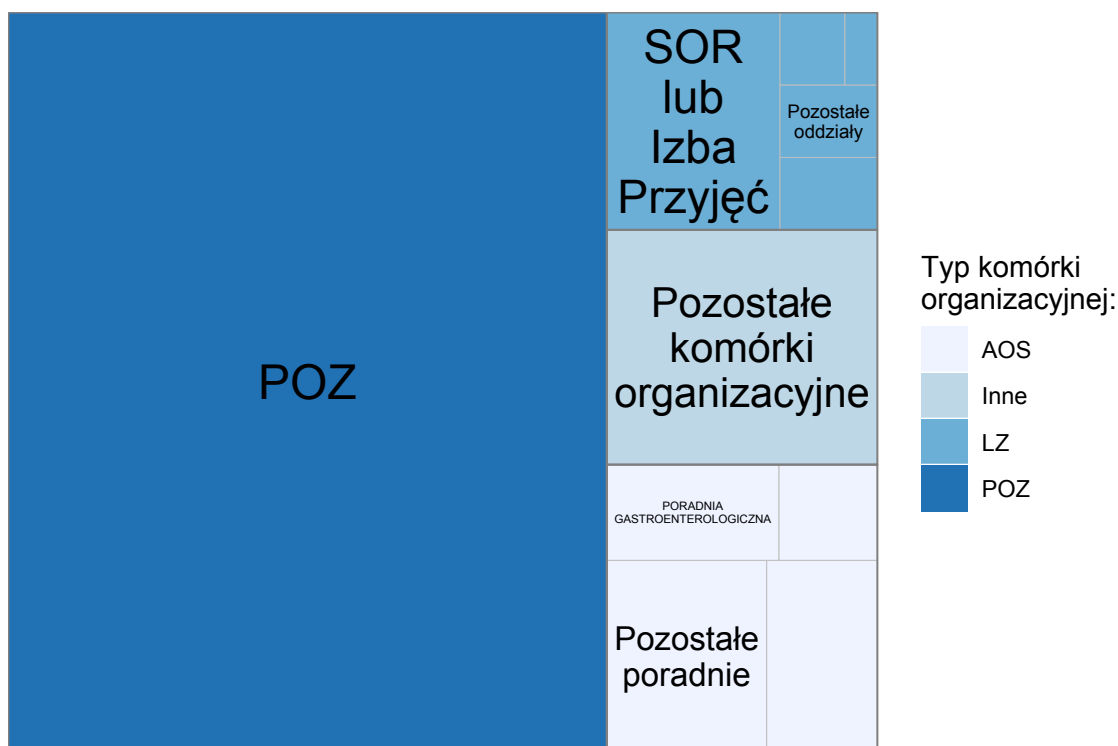 POZ
SOR
lub
Izba
Przyjęć
Pozostałe
oddziały
Pozostałe
komórki
organizacyjne
PORADNIA
GASTROENTEROLOGICZNA
Pozostałe
poradnie
Typ komórki
organizacyjnej:
AOS
Inne
LZ
POZ